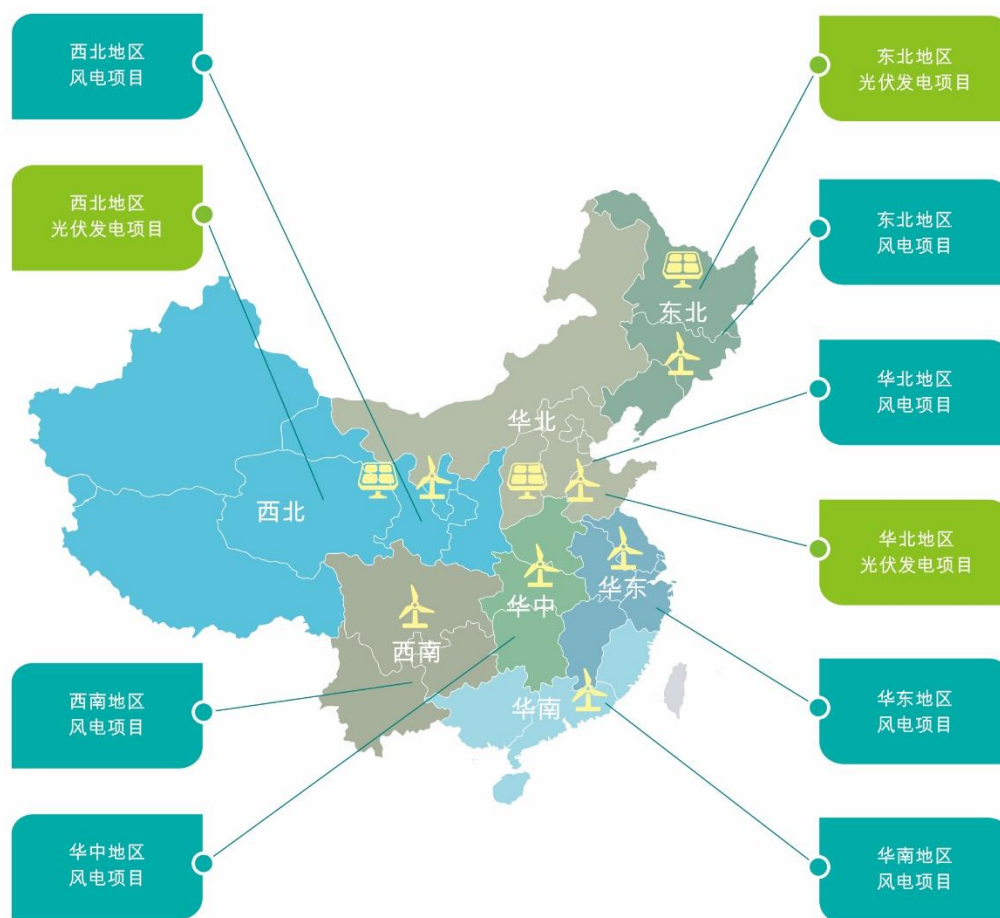 西北地区
风电项目
西北地区
光伏发电项目
东北地区
光伏发电项目
东北地区
风电项目
华北地区
风电项目
华北地区
光伏发电项目
东北
华北
西北
华东
华中
西南
华南
西南地区
风电项目
华中地区
风电项目
华东地区
风电项目
华南地区
风电项目